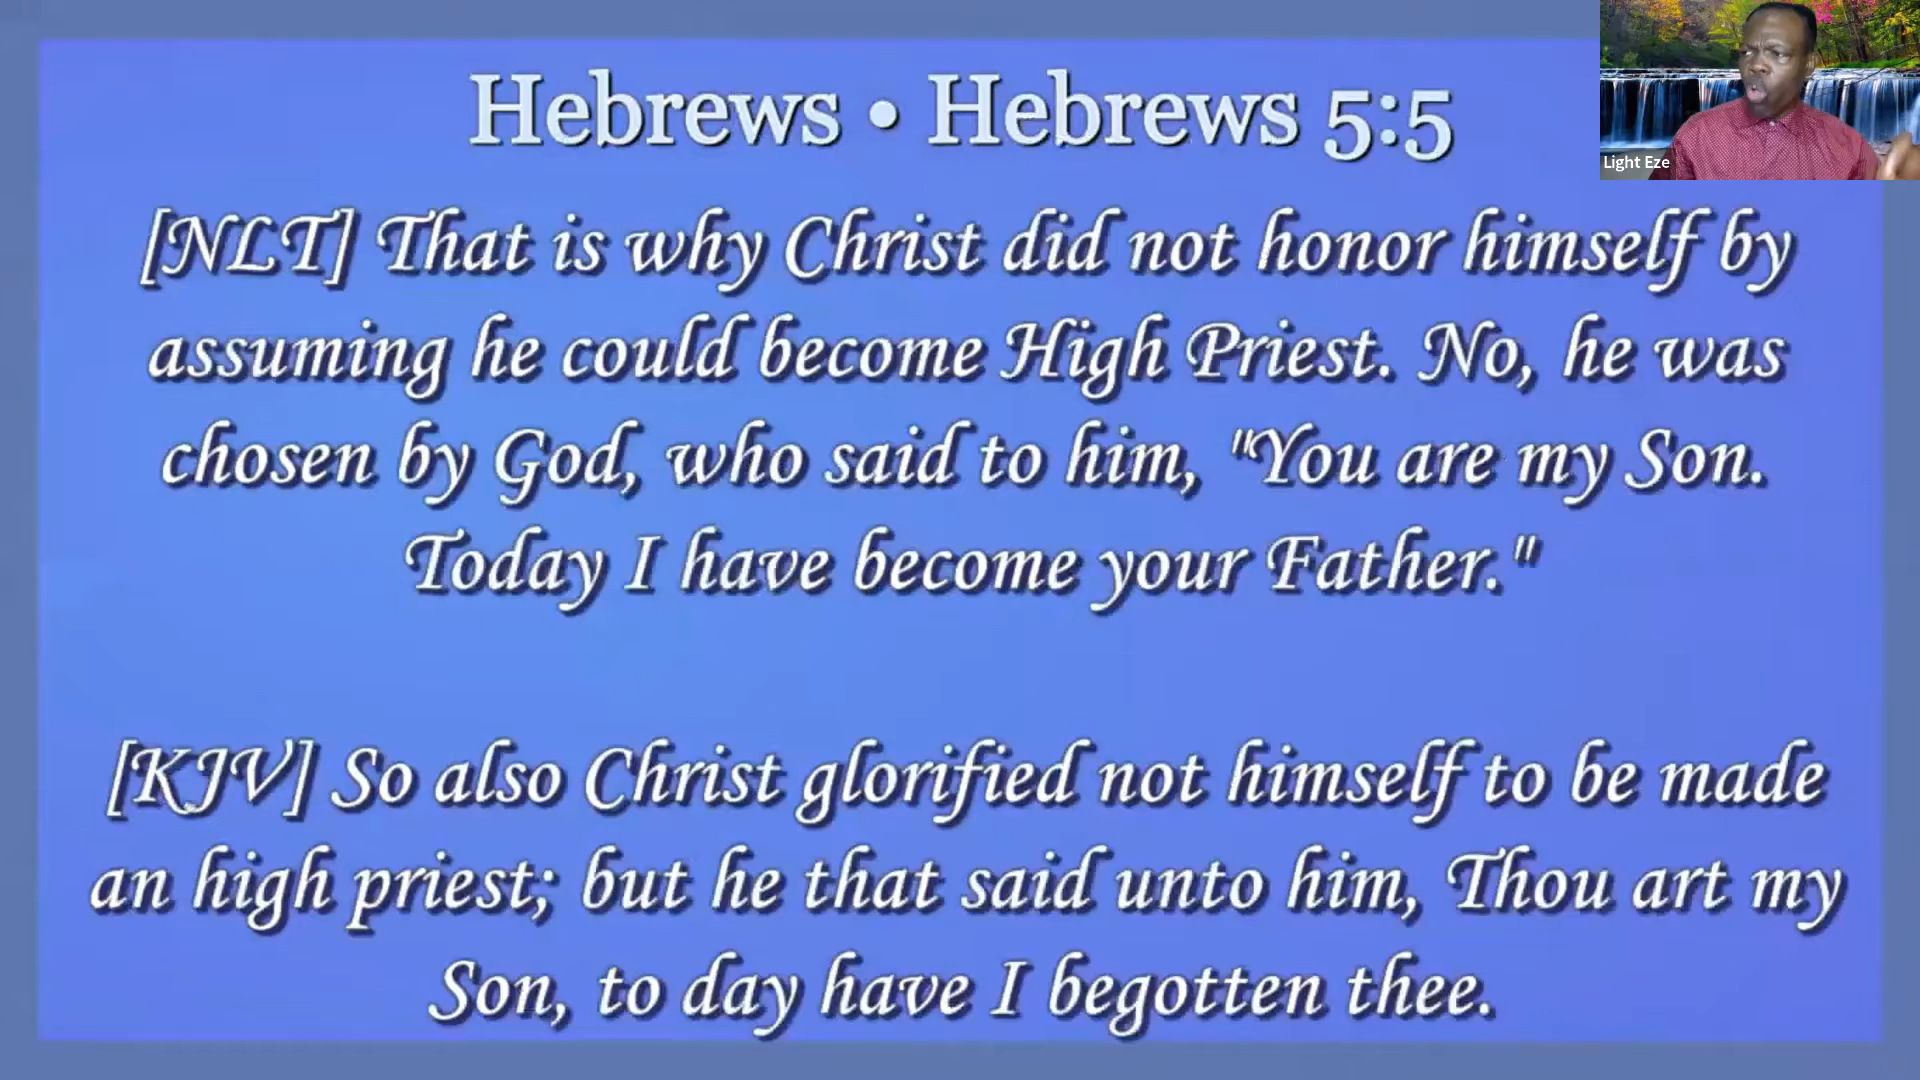 Hebrews • Hebrews 5:5
Light Eze
[NLT] That is why Christ did not honor himself by
assuming he could become High Priest. No, he was
chosen by God, who said to him, "You are my Son.
Today I have become your Father."
[KJV] So also Christ glorified not himself to be made
an high priest; but he that said unto him, Thou art my
Son, to day have I begotten thee.